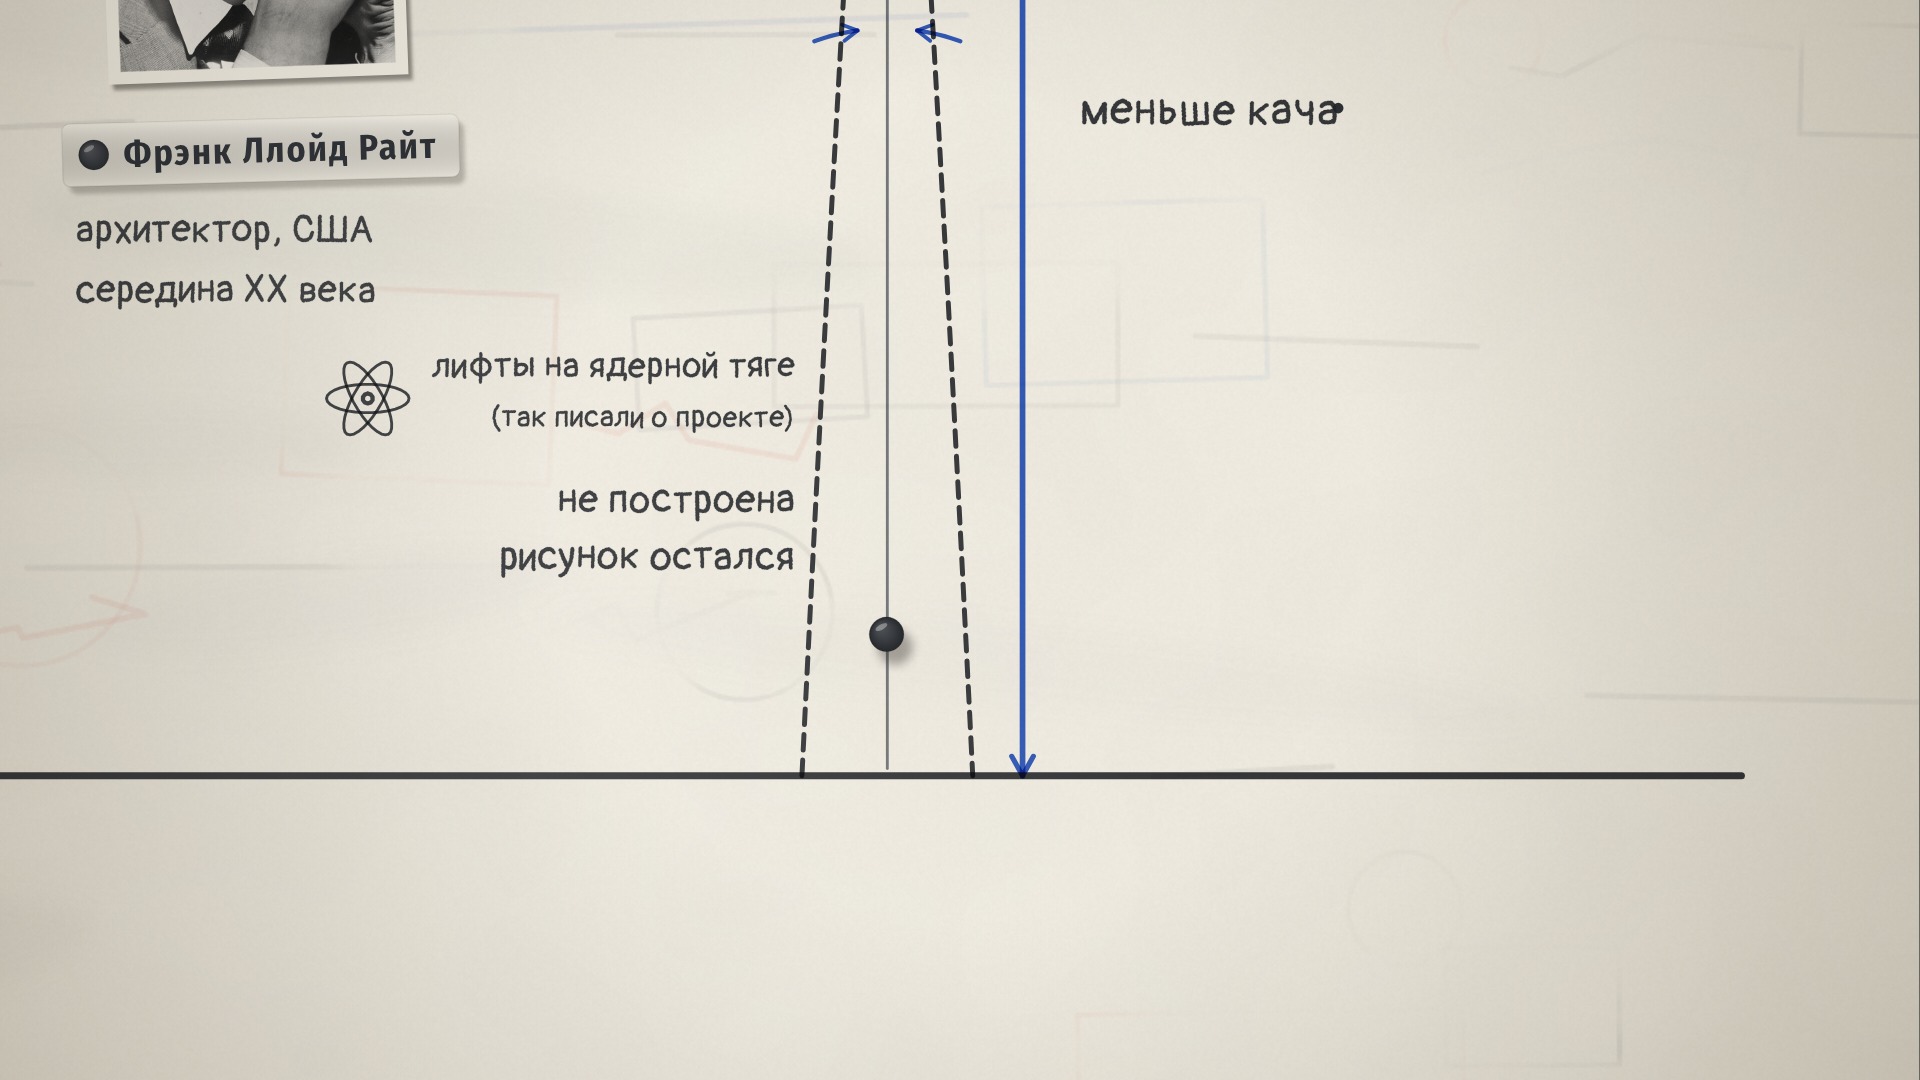 меньше кача
Фрэнк Ллойд Райт
архитектор, США
середина XX века
лифты на ядерной тяге
(так писали о проекте)
не построена
рисунок остался